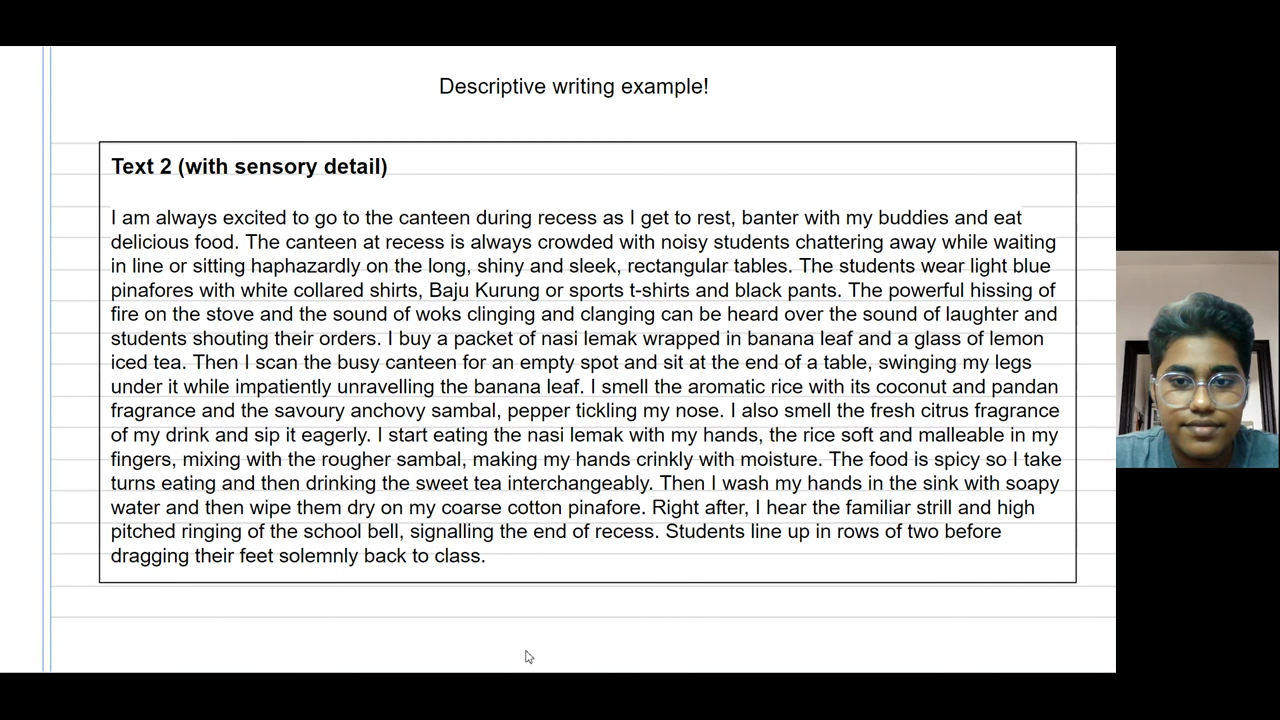 Descriptive writing example!
Text 2 (with sensory detail)
I am always excited to go to the canteen during recess as I get to rest, banter with my buddies and eat
delicious food. The canteen at recess is always crowded with noisy students chattering away while waiting
in line or sitting haphazardly on the long, shiny and sleek, rectangular tables. The students wear light blue
pinafores with white collared shirts, Baju Kurung or sports t-shirts and black pants. The powerful hissing of
fire on the stove and the sound of woks clinging and clanging can be heard over the sound of laughter and
students shouting their orders. I buy a packet of nasi lemak wrapped in banana leaf and a glass of lemon
iced tea. Then I scan the busy canteen for an empty spot and sit at the end of a table, swinging my legs
under it while impatiently unravelling the banana leaf. I smell the aromatic rice with its coconut and pandan
fragrance and the savoury anchovy sambal, pepper tickling my nose. I also smell the fresh citrus fragrance
of my drink and sip it eagerly. I start eating the nasi lemak with my hands, the rice soft and malleable in my
fingers, mixing with the rougher sambal, making my hands crinkly with moisture. The food is spicy so I take
turns eating and then drinking the sweet tea interchangeably. Then I wash my hands in the sink with soapy
water and then wipe them dry on my coarse cotton pinafore. Right after, I hear the familiar strill and high
pitched ringing of the school bell, signalling the end of recess. Students line up in rows of two before
dragging their feet solemnly back to class.